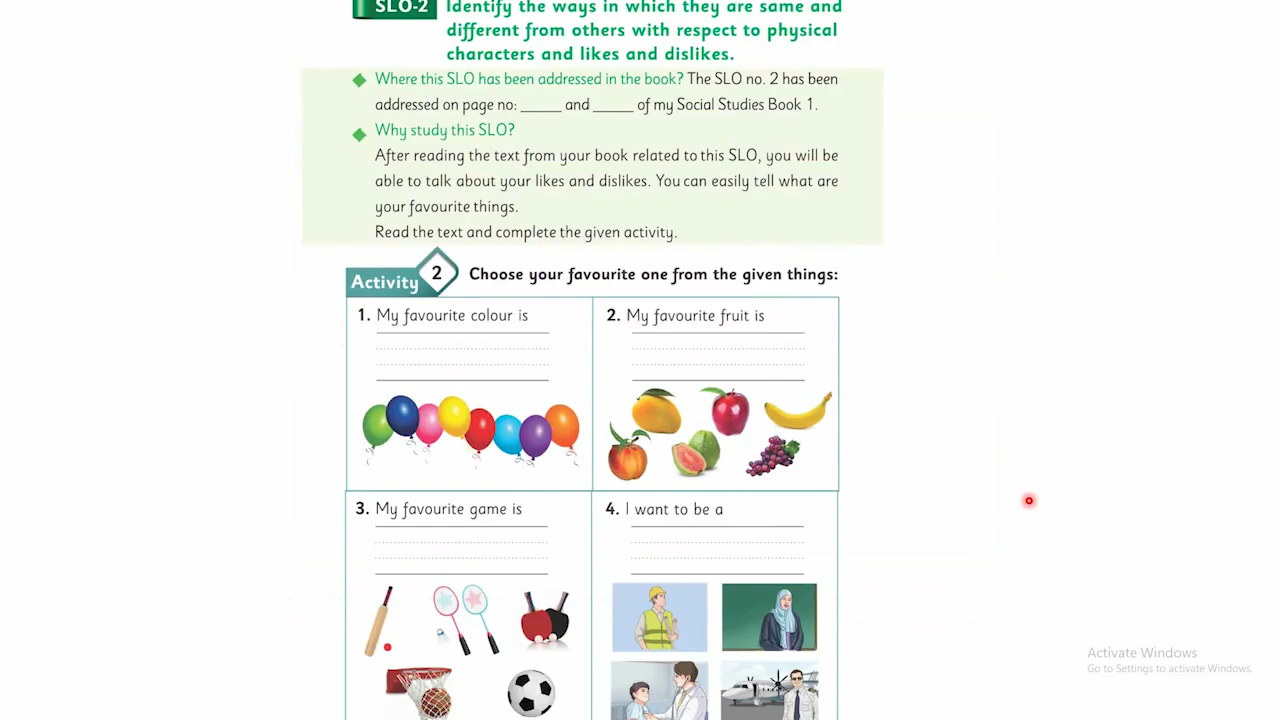 SLO-2
Identify the ways in which they are same and
different from others with respect to physical
characters and likes and dislikes.
Where this SLO has been addressed in the book? The SLO no. 2 has been
addressed on page no: _____ and _____ of my Social Studies Book 1.
Why study this SLO?
After reading the text from your book related to this SLO, you will be
able to talk about your likes and dislikes. You can easily tell what are
your favourite things.
Read the text and complete the given activity.
Activity 2 Choose your favourite one from the given things:
1. My favourite colour is
2. My favourite fruit is
3. My favourite game is
4. I want to be a
Activate Windows
Go to Settings to activate Windows.